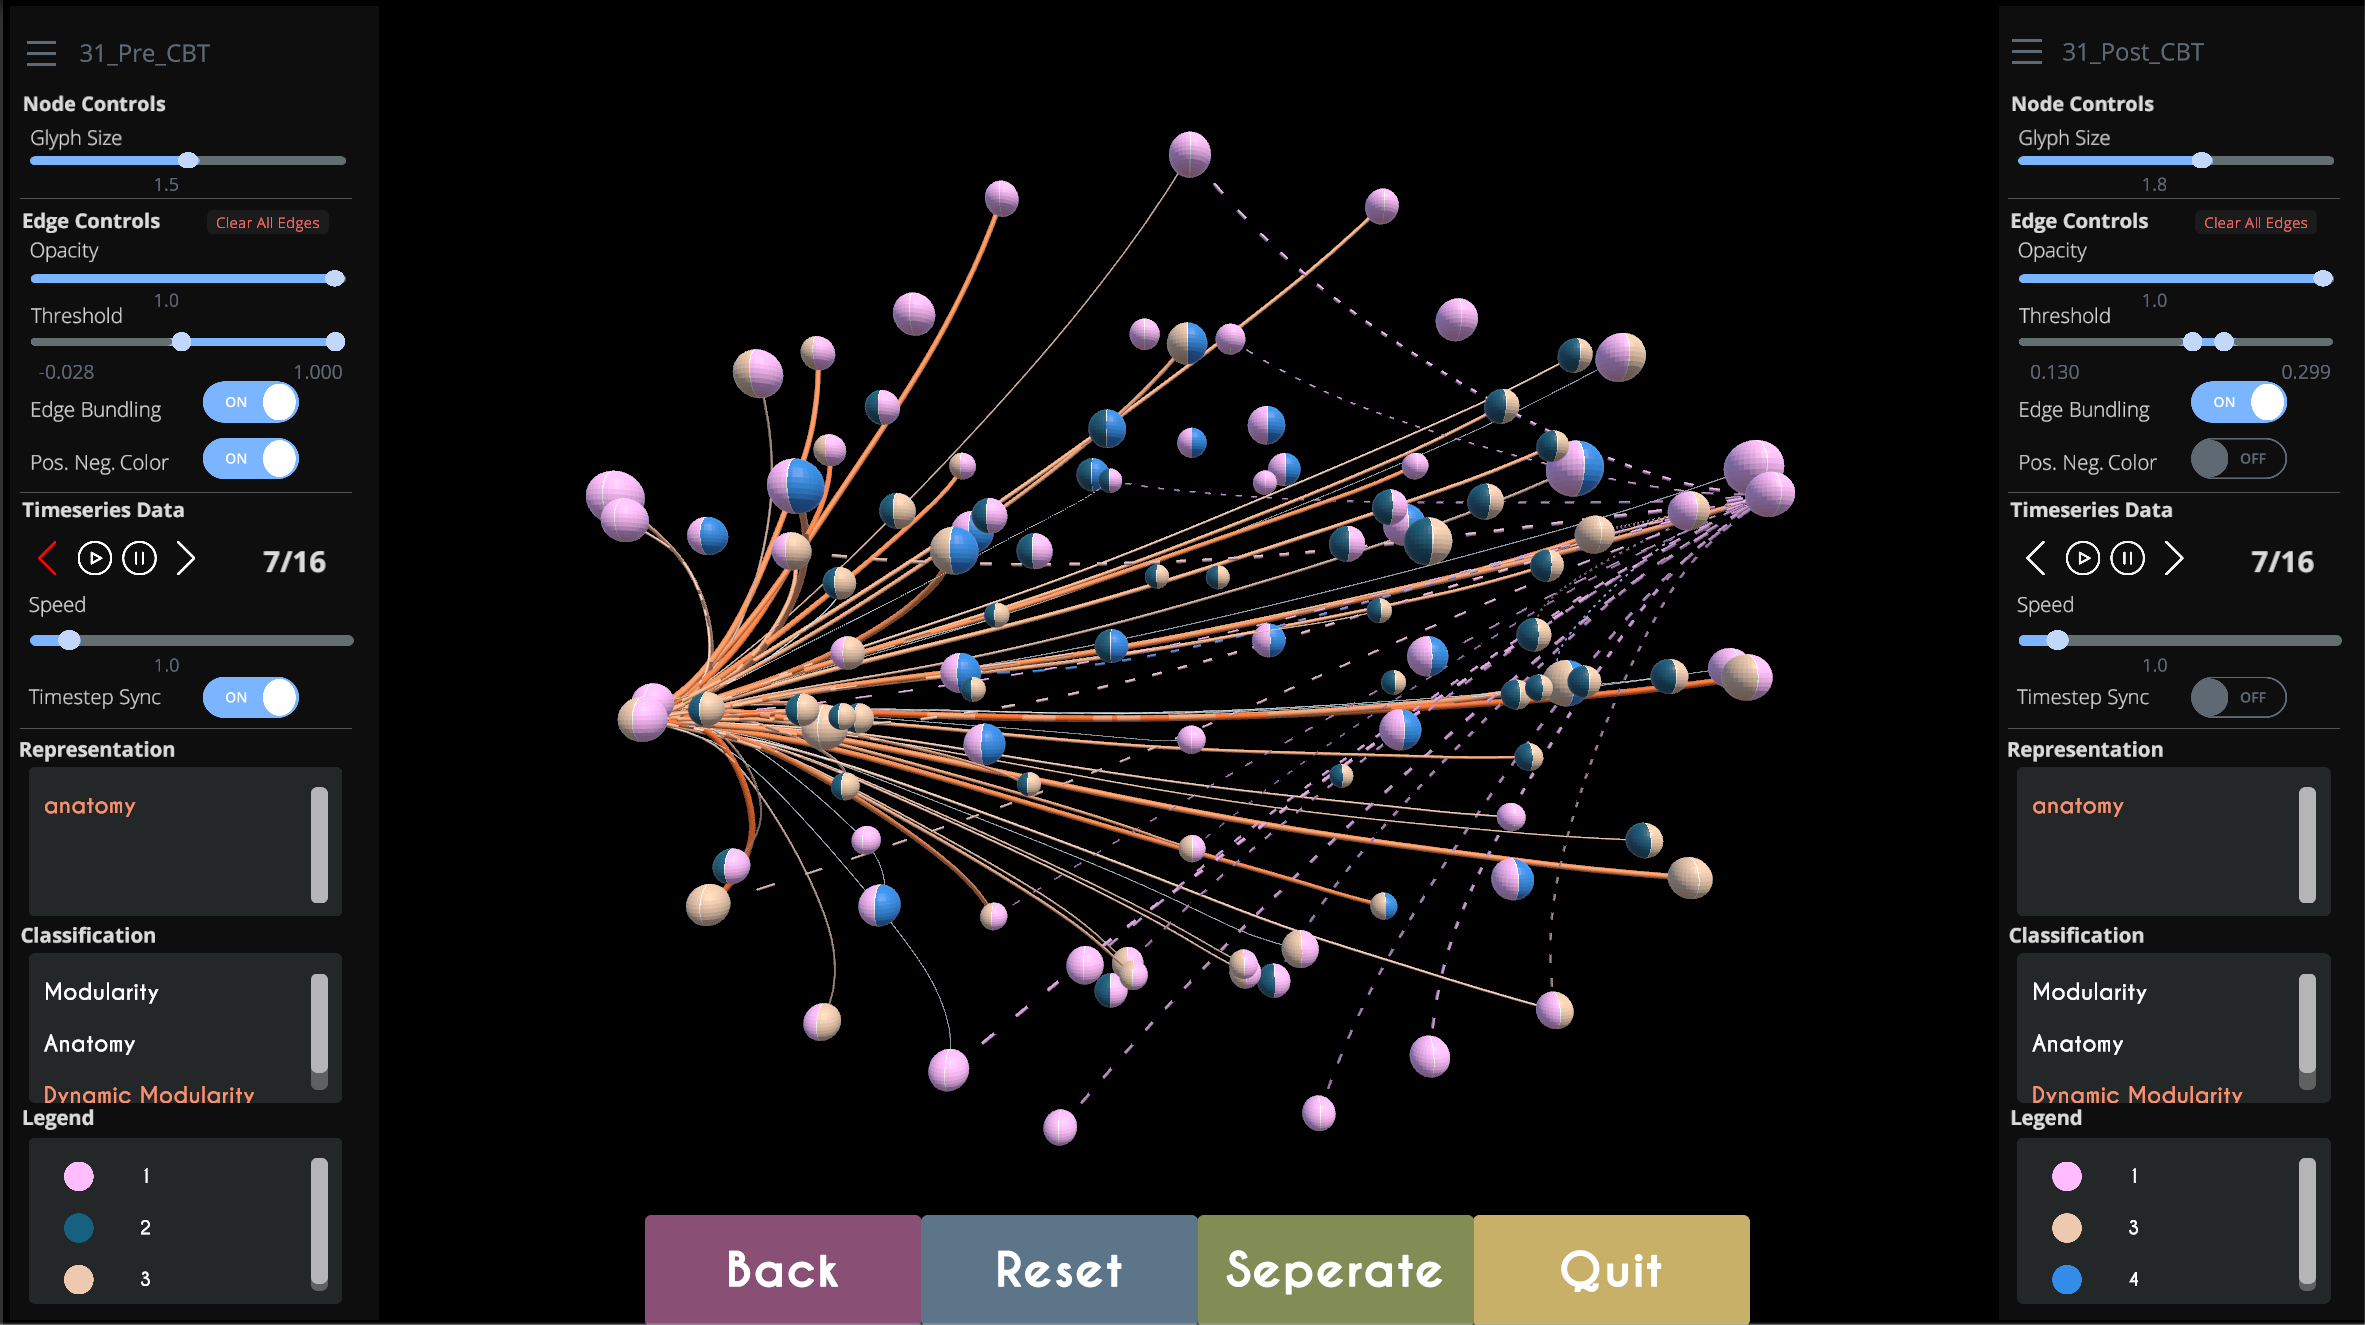 31_Pre_CBT
Node Controls
Glyph Size
1.5
Edge Controls
Clear All Edges
Opacity
1.0
Threshold
-0.028
1.000
Edge Bundling
ON
Pos. Neg. Color
ON
Timeseries Data
7/16
Speed
1.0
Timestep Sync
ON
Representation
anatomy
Classification
Modularity
Anatomy
Dynamic Modularity
Legend
1
2
3
Back
Reset
Seperate
Quit
31_Post_CBT
Node Controls
Glyph Size
1.8
Edge Controls
Clear All Edges
Opacity
1.0
Threshold
0.130
0.299
Edge Bundling
ON
Pos. Neg. Color
OFF
Timeseries Data
7/16
Speed
1.0
Timestep Sync
OFF
Representation
anatomy
Classification
Modularity
Anatomy
Dynamic Modularity
Legend
1
3
4